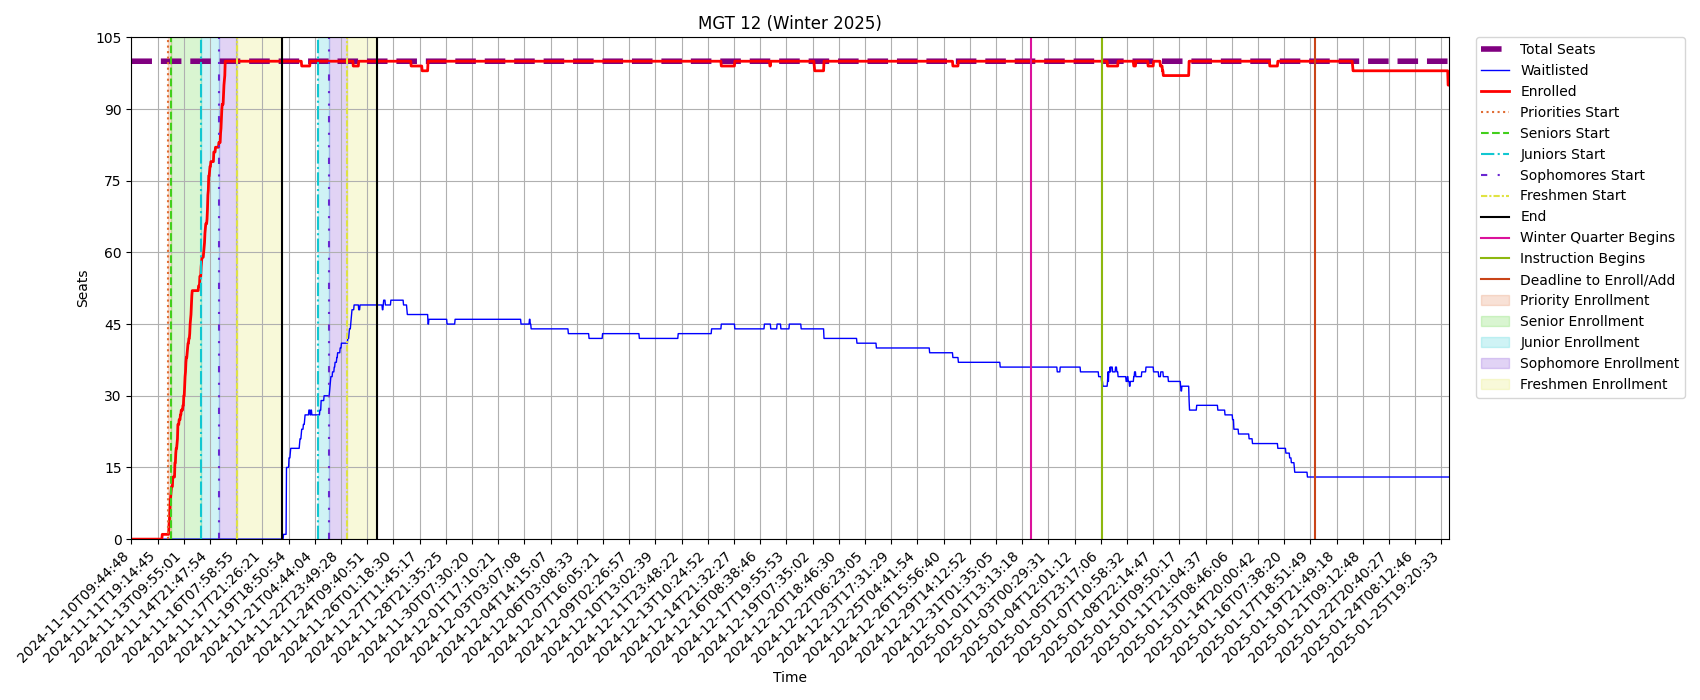 MGT 12 (Winter 2025)
105
90
75
60
45
30
15
0
Seats
2024-11-10T09:44:48
2024-11-11T19:14:45
2024-11-13T09:55:01
2024-11-14T21:47:54
2024-11-16T07:58:55
2024-11-17T21:26:21
2024-11-19T18:50:54
2024-11-21T04:44:04
2024-11-22T23:49:28
2024-11-24T09:40:51
2024-11-26T01:18:30
2024-11-27T11:45:17
2024-11-28T21:35:25
2024-11-30T07:30:20
2024-12-01T17:10:21
2024-12-03T03:07:08
2024-12-04T14:15:07
2024-12-06T03:08:33
2024-12-07T16:05:21
2024-12-09T02:26:57
2024-12-10T13:02:39
2024-12-11T23:48:22
2024-12-13T10:24:52
2024-12-14T21:32:27
2024-12-16T08:38:46
2024-12-17T19:55:53
2024-12-19T07:35:02
2024-12-20T18:46:30
2024-12-22T06:23:05
2024-12-23T17:31:29
2024-12-25T04:41:54
2024-12-26T15:56:40
2024-12-29T14:12:52
2024-12-31T01:35:05
2025-01-01T13:13:18
2025-01-03T00:29:31
2025-01-04T12:01:12
2025-01-05T23:17:06
2025-01-07T10:58:32
2025-01-08T22:14:47
2025-01-10T09:50:17
2025-01-11T21:04:37
2025-01-13T08:46:06
2025-01-14T20:00:42
2025-01-16T07:38:20
2025-01-17T18:51:49
2025-01-19T21:49:18
2025-01-21T09:12:48
2025-01-22T20:40:27
2025-01-24T08:12:46
2025-01-25T19:20:33
Time
Total Seats
Waitlisted
Enrolled
Priorities Start
Seniors Start
Juniors Start
Sophomores Start
Freshmen Start
End
Winter Quarter Begins
Instruction Begins
Deadline to Enroll/Add
Priority Enrollment
Senior Enrollment
Junior Enrollment
Sophomore Enrollment
Freshmen Enrollment